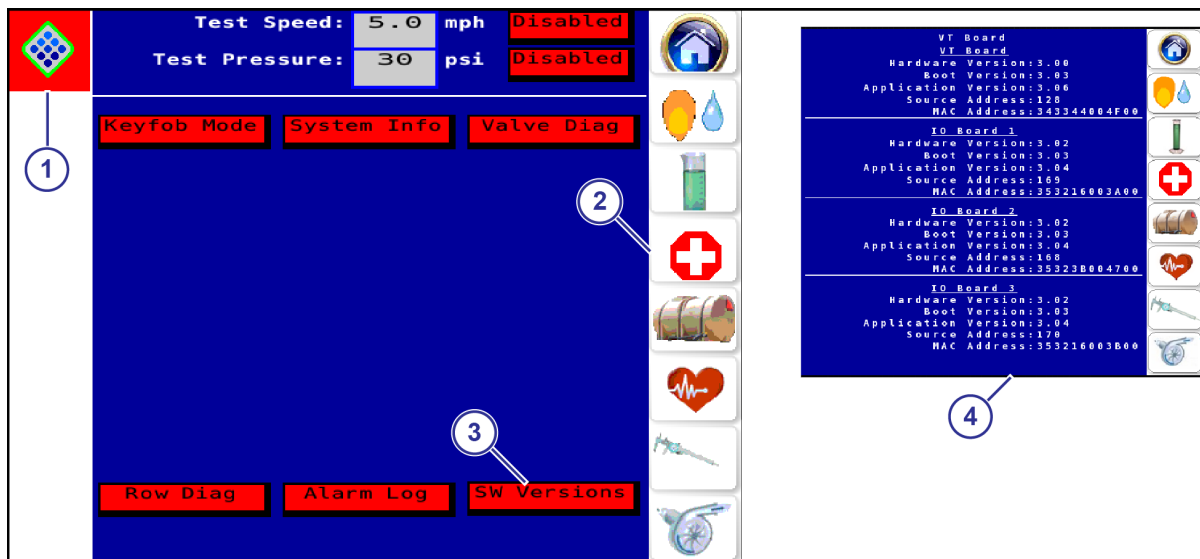 Test Speed: 5.0 mph Disabled
Test Pressure: 30 psi Disabled
Keyfob Mode System Info Valve Diag
1
2
3
Row Diag Alarm Log SW Versions
VT Board
VT Board
Hardware Version:3.00
Boot Version:3.03
Application Version:3.06
Source Address:128
MAC Address:343344004F00
IO Board 1
Hardware Version:3.02
Boot Version:3.03
Application Version:3.04
Source Address:169
MAC Address:353216003A00
IO Board 2
Hardware Version:3.02
Boot Version:3.03
Application Version:3.04
Source Address:168
MAC Address:35323B004700
IO Board 3
Hardware Version:3.02
Boot Version:3.03
Application Version:3.04
Source Address:170
MAC Address:353216003B00
4